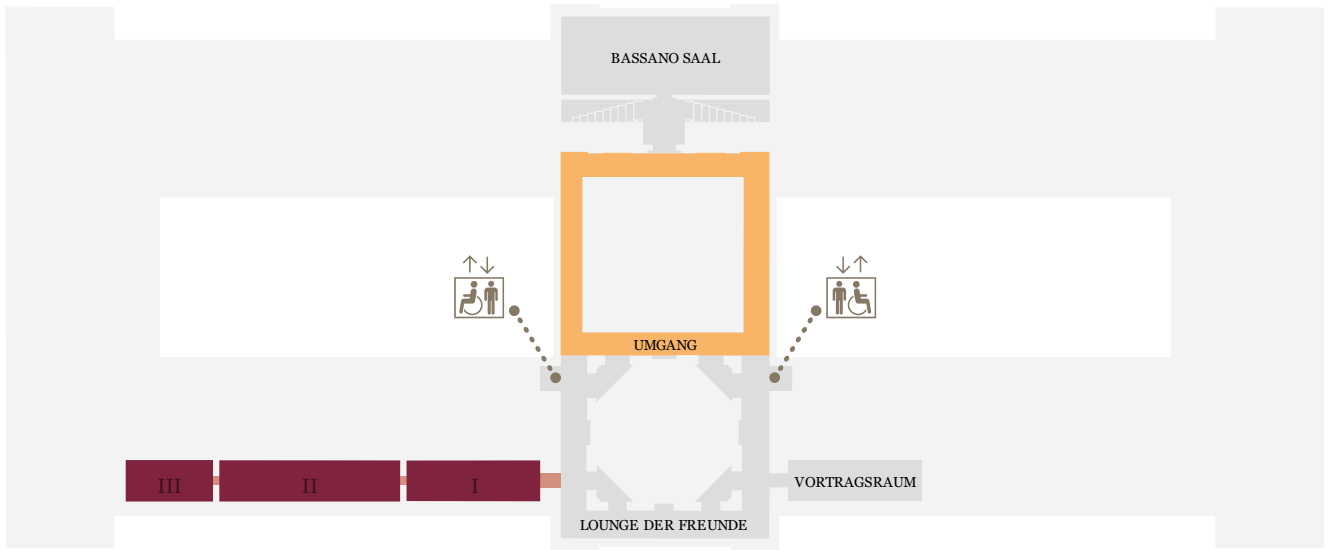 BASSANO SAAL
UMGANG
III
II
I
VORTRAGSRAUM
LOUNGE DER FREUNDE